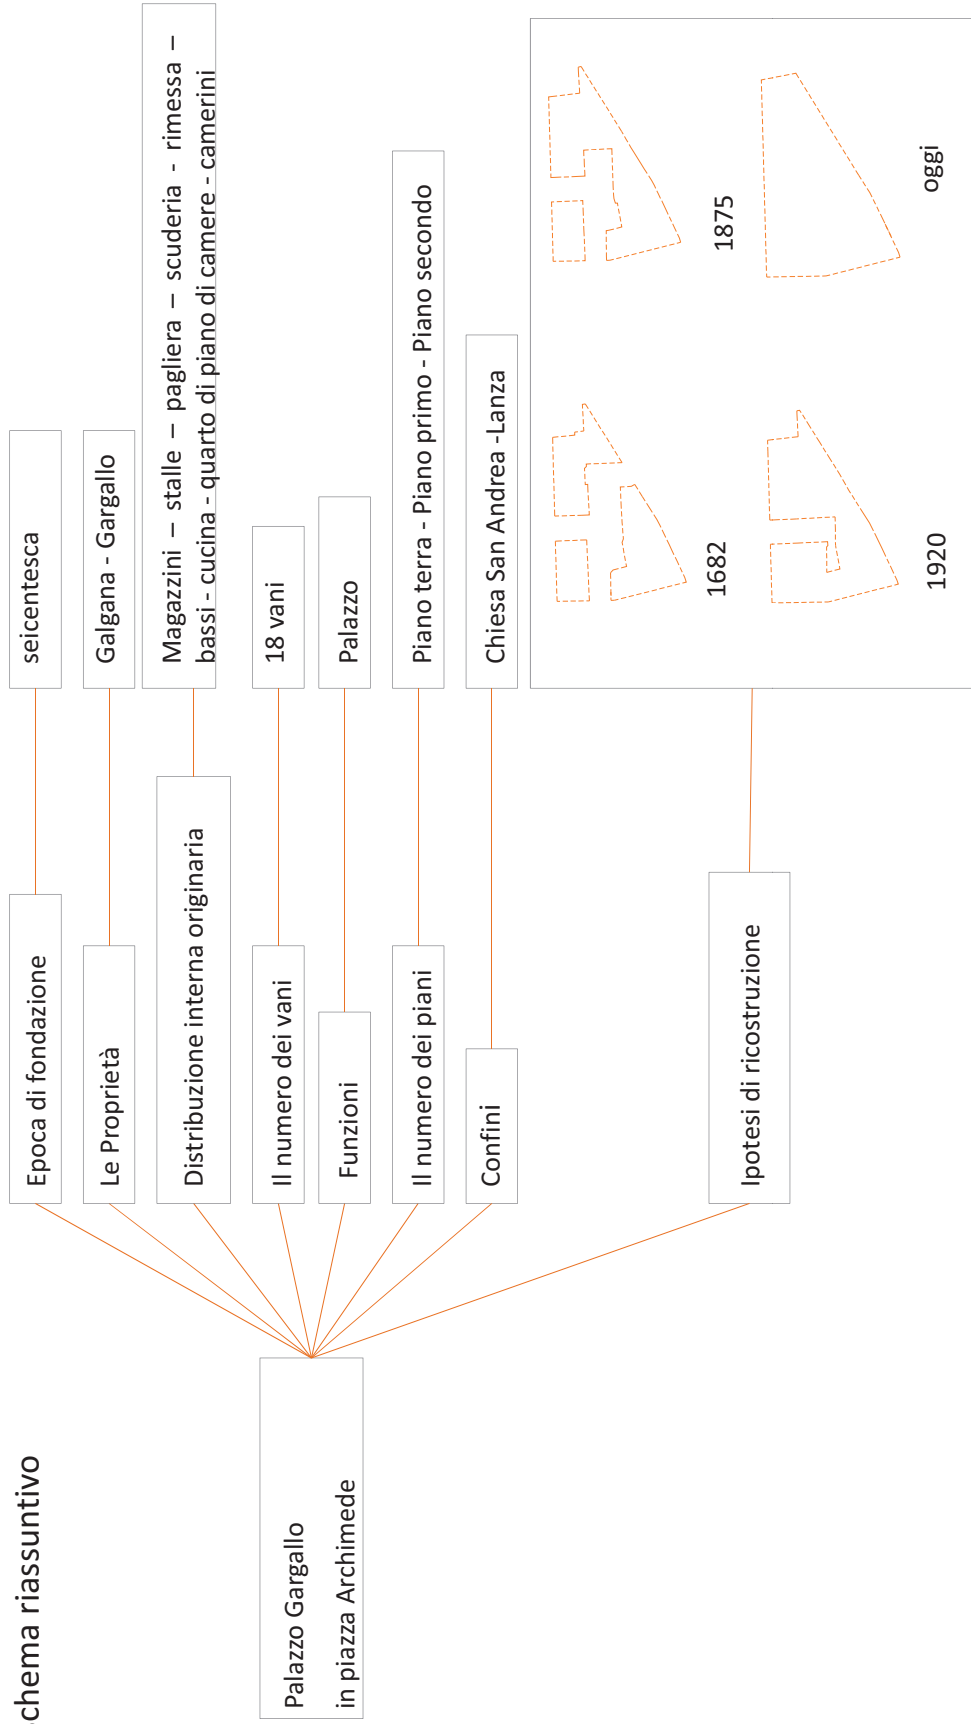 chema riassuntivo
Palazzo Gargallo
in piazza Archimede
Epoca di fondazione
seicentesca
Le Proprietà
Galgana - Gargallo
Distribuzione interna originaria
Magazzini – stalle – pagliera – scuderia - rimessa –
bassi - cucina - quarto di piano di camere - camerini
Il numero dei vani
18 vani
Funzioni
Palazzo
Il numero dei piani
Piano terra - Piano primo - Piano secondo
Confini
Chiesa San Andrea -Lanza
Ipotesi di ricostruzione
1682
1875
1920
oggi